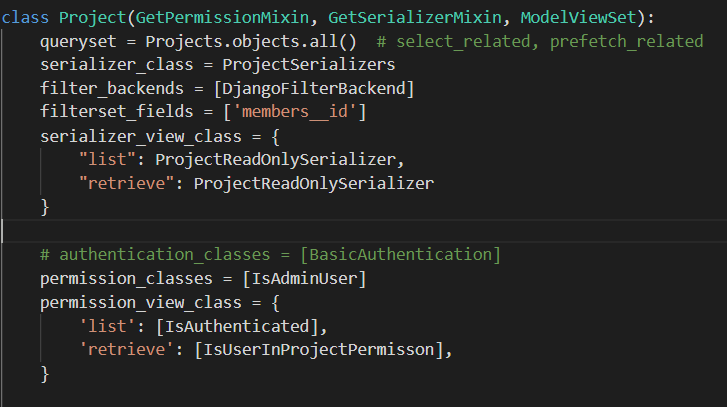 class Project(GetPermissionMixin, GetSerializerMixin, ModelViewSet):
    queryset = Projects.objects.all()  # select_related, prefetch_related
    serializer_class = ProjectSerializers
    filter_backends = [DjangoFilterBackend]
    filterset_fields = ['members__id']
    serializer_view_class = {
        "list": ProjectReadOnlySerializer,
        "retrieve": ProjectReadOnlySerializer
    }
    # authentication_classes = [BasicAuthentication]
    permission_classes = [IsAdminUser]
    permission_view_class = {
        'list': [IsAuthenticated],
        'retrieve': [IsUserInProjectPermisson],
    }